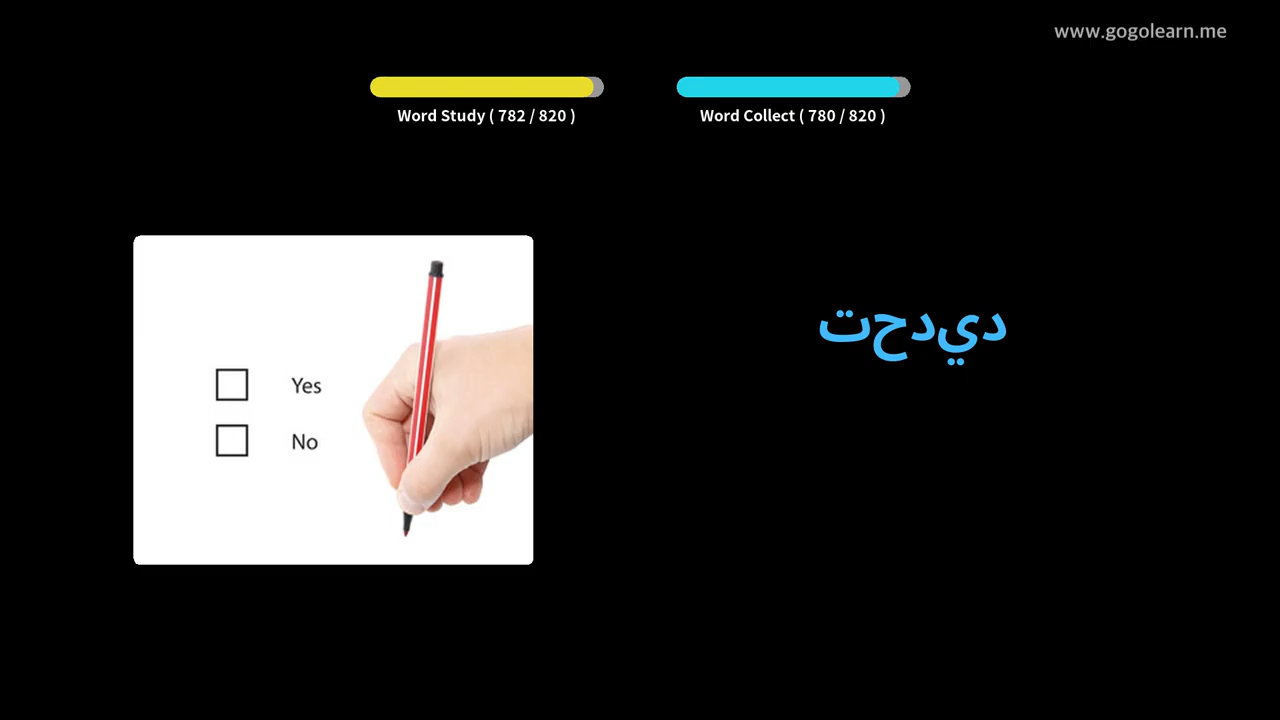 www.gogolearn.me
Word Study ( 782 / 820 )
Word Collect ( 780 / 820 )
تحديد
Yes
No